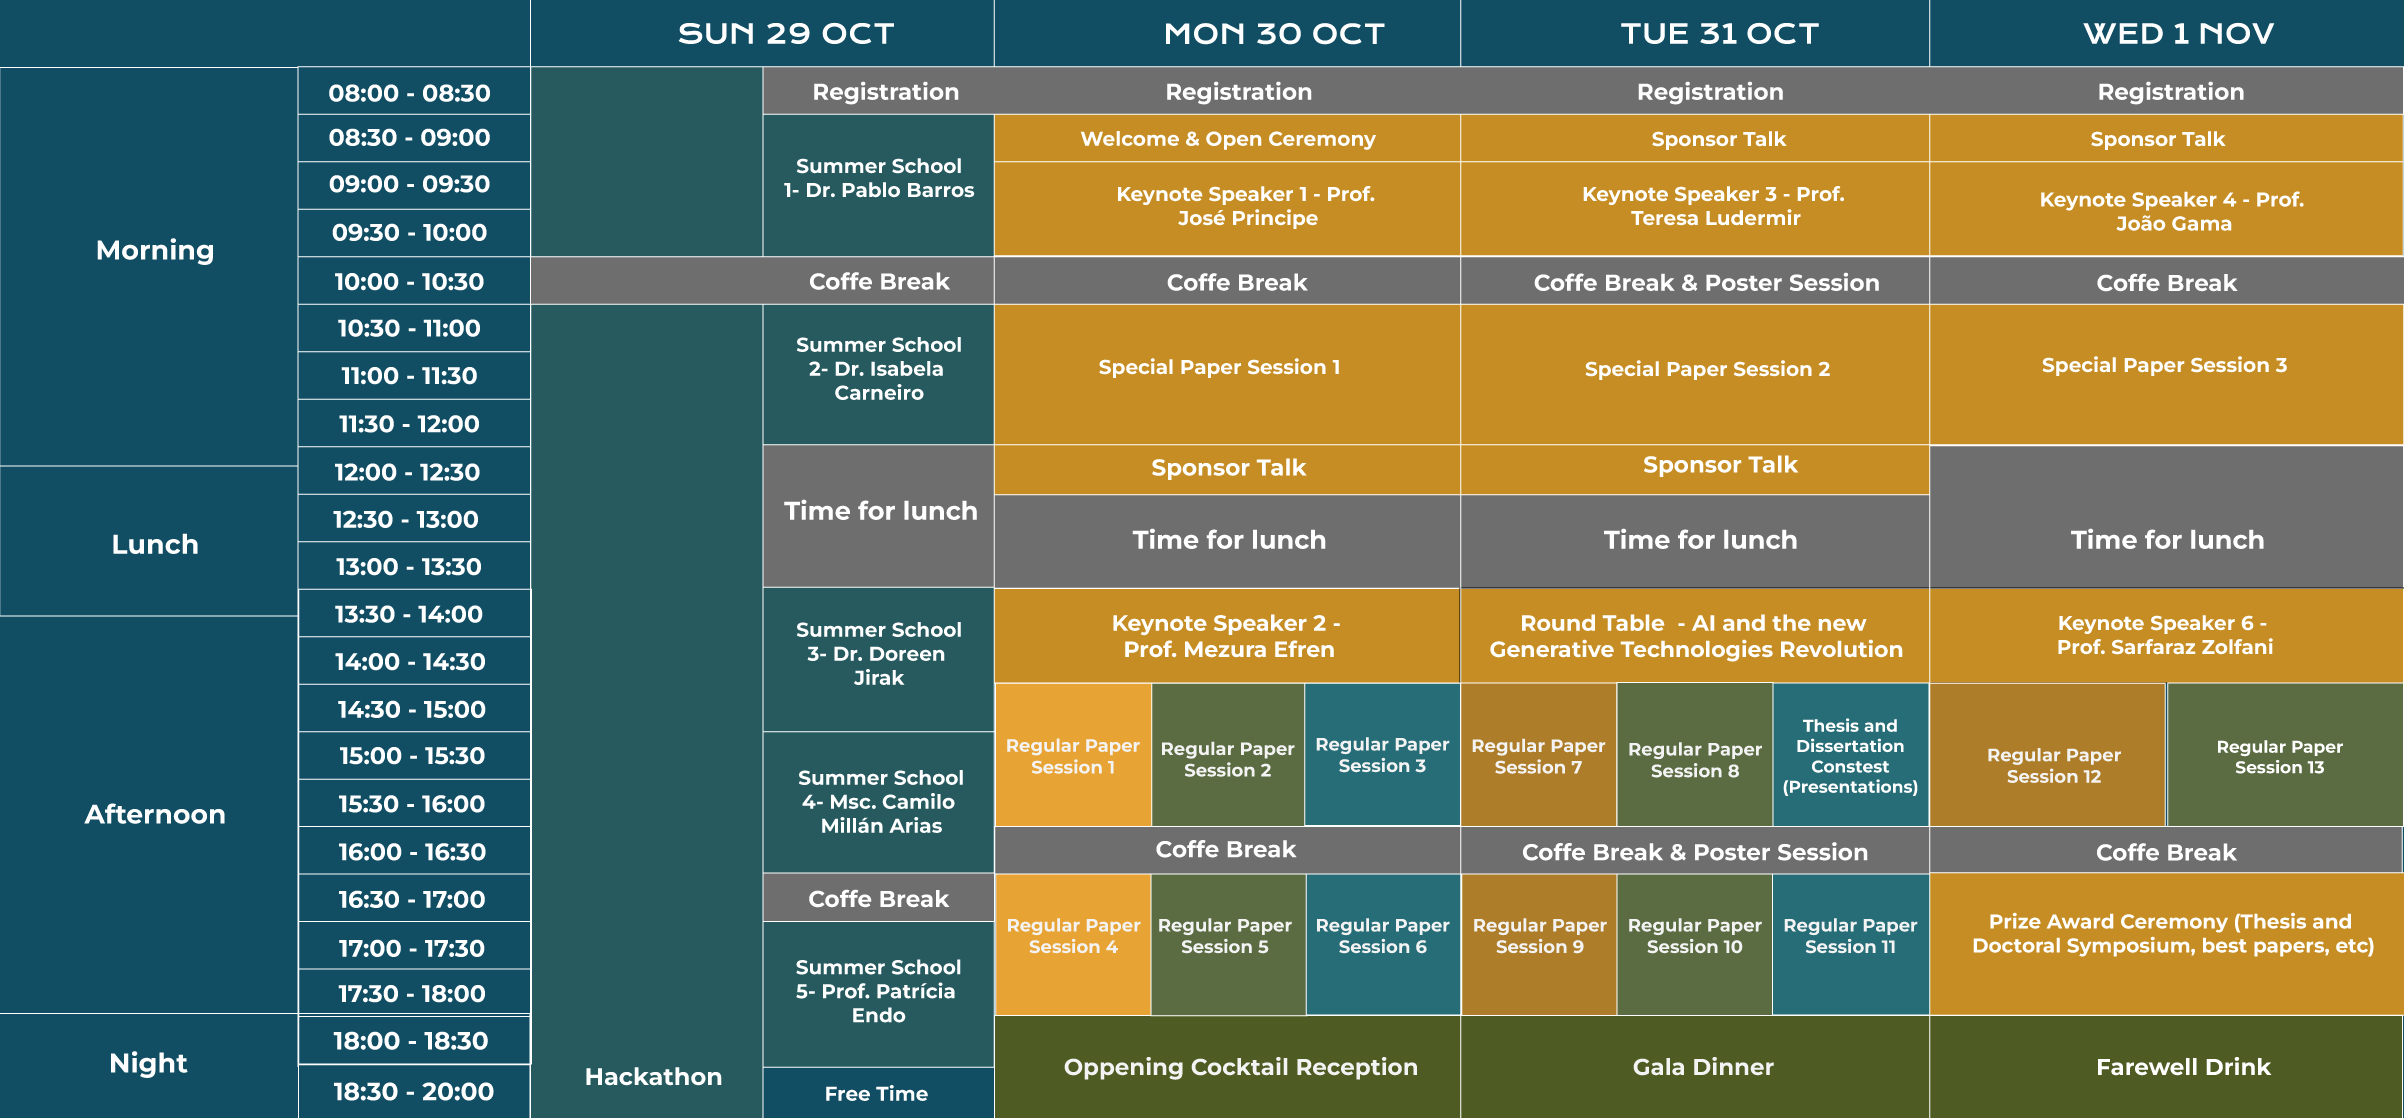 SUN 29 OCT
MON 30 OCT
TUE 31 OCT
WED 1 NOV
Morning
Lunch
Afternoon
Night
08:00 - 08:30
08:30 - 09:00
09:00 - 09:30
09:30 - 10:00
10:00 - 10:30
10:30 - 11:00
11:00 - 11:30
11:30 - 12:00
12:00 - 12:30
12:30 - 13:00
13:00 - 13:30
13:30 - 14:00
14:00 - 14:30
14:30 - 15:00
15:00 - 15:30
15:30 - 16:00
16:00 - 16:30
16:30 - 17:00
17:00 - 17:30
17:30 - 18:00
18:00 - 18:30
18:30 - 20:00
Hackathon
Registration
Summer School
1- Dr. Pablo Barros
Coffe Break
Summer School
2- Dr. Isabela
Carneiro
Time for lunch
Summer School
3- Dr. Doreen
Jirak
Summer School
4- Msc. Camilo
Millán Arias
Coffe Break
Summer School
5- Prof. Patrícia
Endo
Free Time
Registration
Welcome & Open Ceremony
Keynote Speaker 1 - Prof.
José Principe
Coffe Break
Special Paper Session 1
Sponsor Talk
Time for lunch
Keynote Speaker 2 -
Prof. Mezura Efren
Regular Paper
Session 1
Regular Paper
Session 2
Regular Paper
Session 3
Coffe Break
Regular Paper
Session 4
Regular Paper
Session 5
Regular Paper
Session 6
Oppening Cocktail Reception
Registration
Sponsor Talk
Keynote Speaker 3 - Prof.
Teresa Ludermir
Coffe Break & Poster Session
Special Paper Session 2
Sponsor Talk
Time for lunch
Round Table - AI and the new
Generative Technologies Revolution
Regular Paper
Session 7
Regular Paper
Session 8
Thesis and
Dissertation
Constest
(Presentations)
Coffe Break & Poster Session
Regular Paper
Session 9
Regular Paper
Session 10
Regular Paper
Session 11
Gala Dinner
Registration
Sponsor Talk
Keynote Speaker 4 - Prof.
João Gama
Coffe Break
Special Paper Session 3
Time for lunch
Keynote Speaker 6 -
Prof. Sarfaraz Zolfani
Regular Paper
Session 12
Regular Paper
Session 13
Coffe Break
Prize Award Ceremony (Thesis and
Doctoral Symposium, best papers, etc)
Farewell Drink